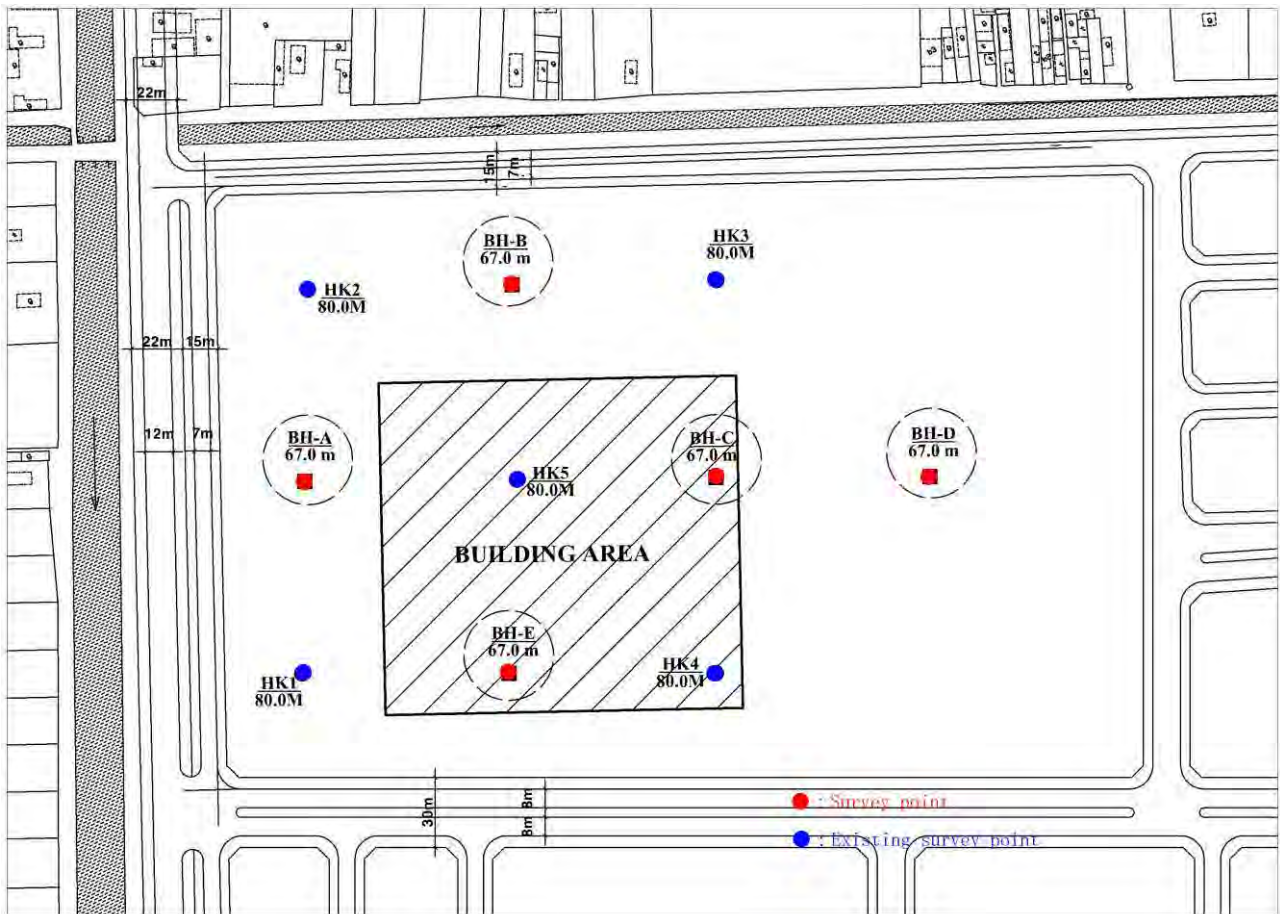 22m
15m
7m
BH-B
67.0 m
HK3
80.0M
HK2
80.0M
22m
15m
12m
7m
BH-A
67.0 m
BH-C
67.0 m
BH-D
67.0 m
HK5
80.0M
BUILDING AREA
BH-E
67.0 m
HK1
80.0M
HK4
80.0M
30m
8m
8m
: Survey point
: Existing survey point